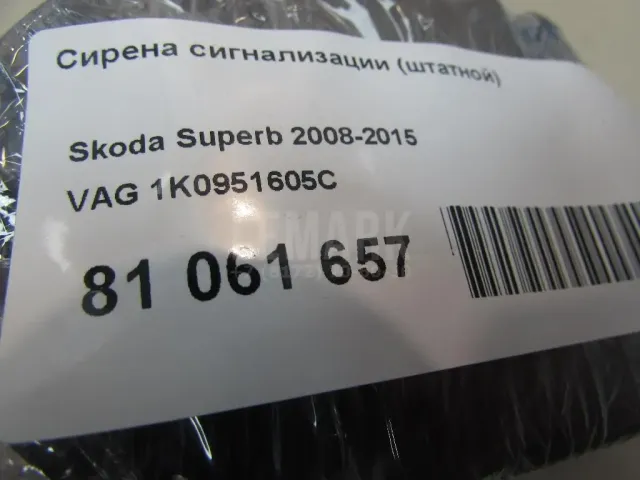 Сирена сигнализации (штатной)
Skoda Superb 2008-2015
VAG 1K0951605C
81 061 657